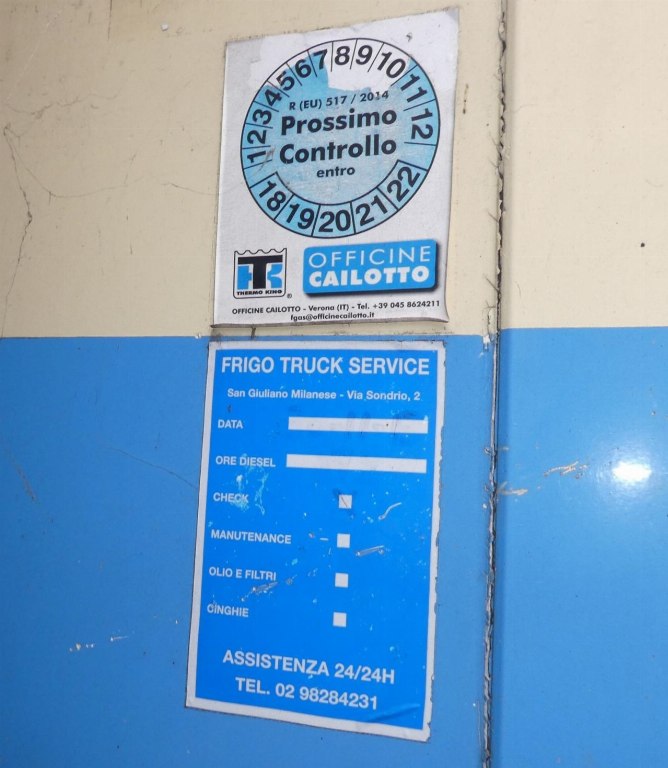 1 2 3 4 5 6 7 8 9 10 11 12
R (EU) 517 / 2014
Prossimo
Controllo
entro
18 19 20 21 22
TK
THERMO KING ®
OFFICINE
CAILOTTO
OFFICINE CAILOTTO - Verona (IT) - Tel. +39 045 8624211
fgas@officinecailotto.it
FRIGO TRUCK SERVICE
San Giuliano Milanese - Via Sondrio, 2
DATA
ORE DIESEL
CHECK
MANUTENANCE
OLIO E FILTRI
CINGHIE
ASSISTENZA 24/24H
TEL. 02 98284231